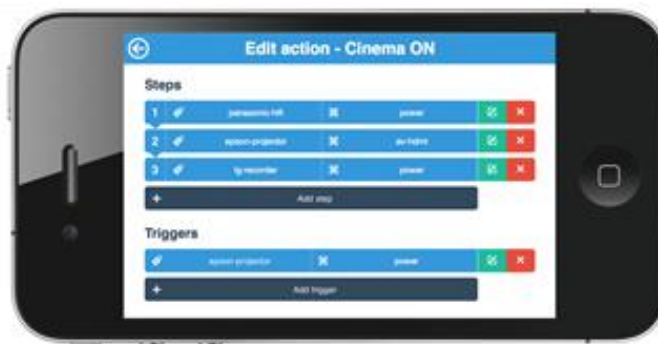 Edit action - Cinema ON
Steps
1 panasonic-hifi power
2 epson-projector av-hdmi
3 lg-recorder power
+ Add step
Triggers
epson-projector power
+ Add trigger